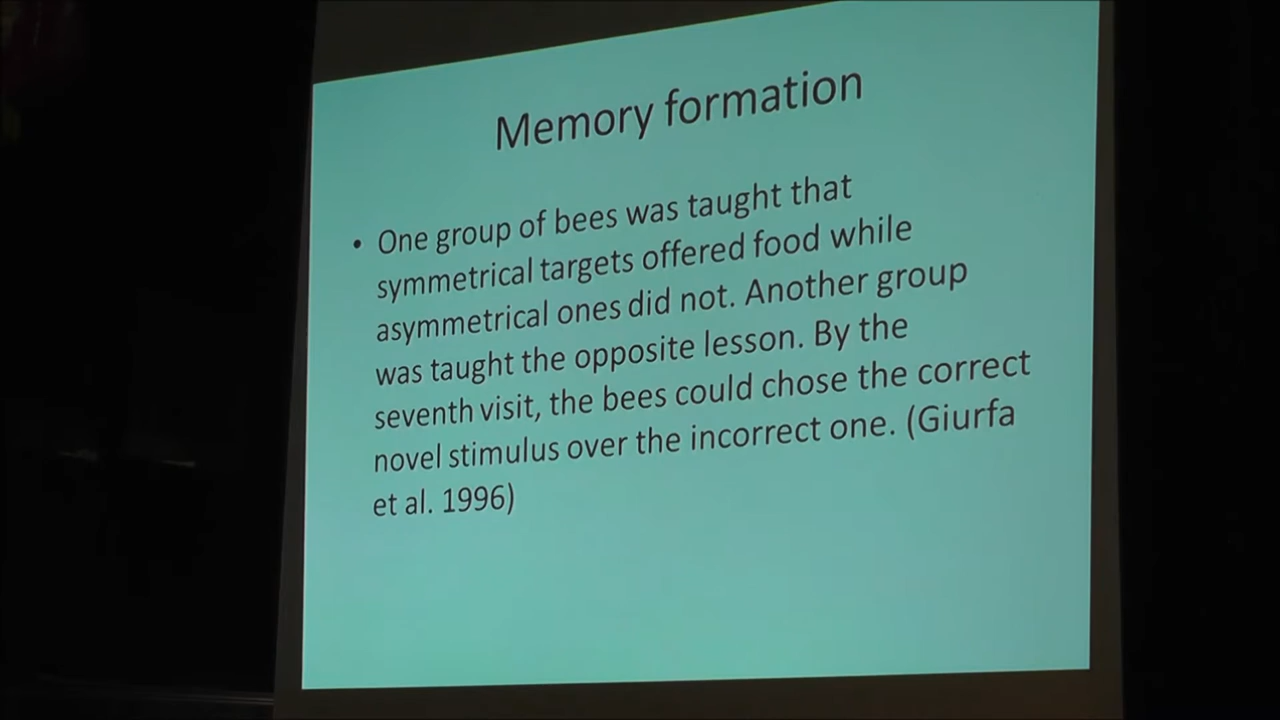 Memory formation
• One group of bees was taught that
symmetrical targets offered food while
asymmetrical ones did not. Another group
was taught the opposite lesson. By the
seventh visit, the bees could chose the correct
novel stimulus over the incorrect one. (Giurfa
et al. 1996)